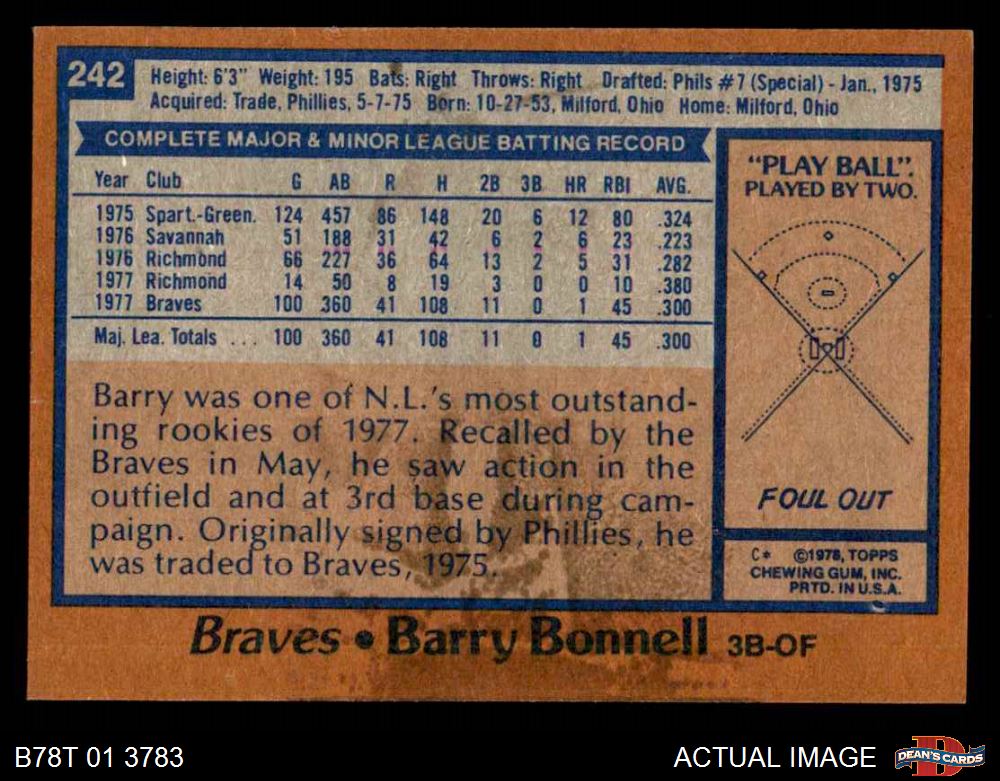 242
Height: 6'3" Weight: 195 Bats: Right Throws: Right Drafted: Phils #7 (Special) - Jan., 1975
Acquired: Trade, Phillies, 5-7-75 Born: 10-27-53, Milford, Ohio Home: Milford, Ohio
COMPLETE MAJOR & MINOR LEAGUE BATTING RECORD
Year Club G AB R H 2B 3B HR RBI AVG.
1975 Spart.-Green. 124 457 86 148 20 6 12 80 .324
1976 Savannah 51 188 31 42 6 2 6 23 .223
1976 Richmond 66 227 36 64 13 2 5 31 .282
1977 Richmond 14 50 8 19 3 0 0 10 .380
1977 Braves 100 360 41 108 11 0 1 45 .300
Maj. Lea. Totals . . . 100 360 41 108 11 0 1 45 .300
Barry was one of N.L.'s most outstand-
ing rookies of 1977. Recalled by the
Braves in May, he saw action in the
outfield and at 3rd base during cam-
paign. Originally signed by Phillies, he
was traded to Braves, 1975.
"PLAY BALL".
PLAYED BY TWO.
FOUL OUT
C* ©1978, TOPPS
CHEWING GUM, INC.
PRTD. IN U.S.A.
Braves • Barry Bonnell 3B-OF
B78T 01 3783
ACTUAL IMAGE
D
DEAN'S CARDS